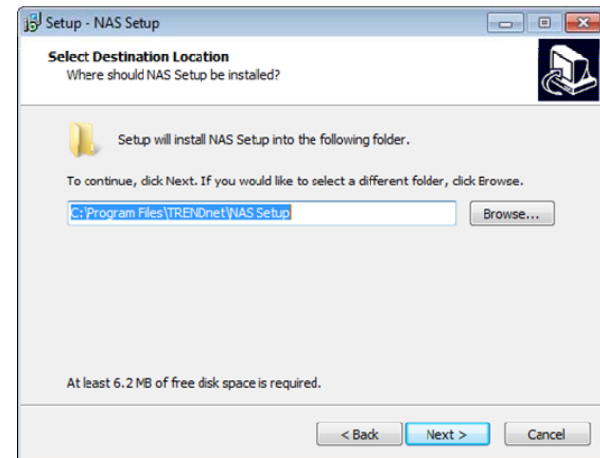 Setup - NAS Setup
Select Destination Location
Where should NAS Setup be installed?
Setup will install NAS Setup into the following folder.
To continue, click Next. If you would like to select a different folder, click Browse.
C:\Program Files\TRENDnet\NAS Setup
Browse...
At least 6.2 MB of free disk space is required.
< Back Next > Cancel